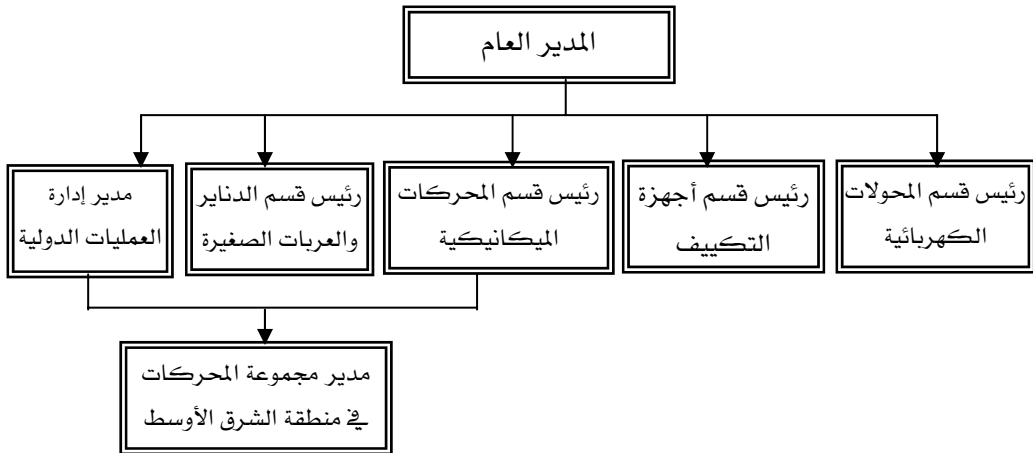 المدير العام
رئيس قسم المحولات
الكهربائية
رئيس قسم أجهزة
التكييف
رئيس قسم المحركات
الميكانيكية
رئيس قسم الدناير
والعربات الصغيرة
مدير إدارة
العمليات الدولية
مدير مجموعة المحركات
في منطقة الشرق الأوسط